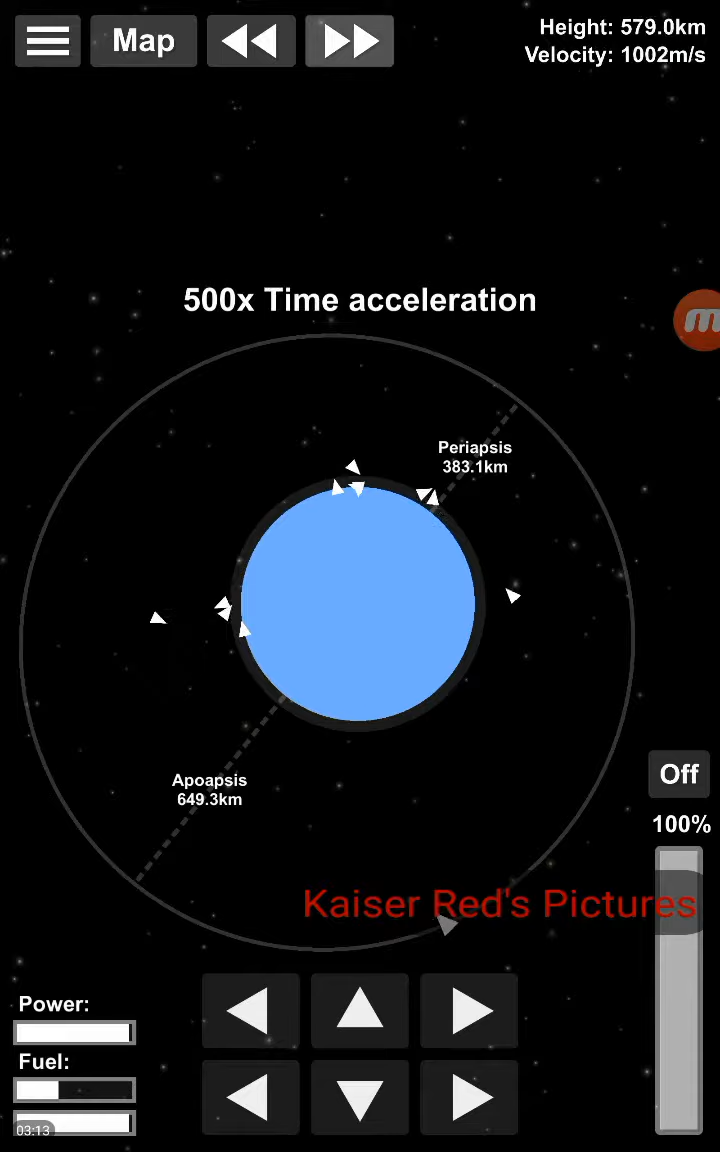 Map
Height: 579.0km
Velocity: 1002m/s
500x Time acceleration
m
Periapsis
383.1km
Apoapsis
649.3km
Off
100%
Kaiser Red's Pictures
Power:
Fuel:
03:13